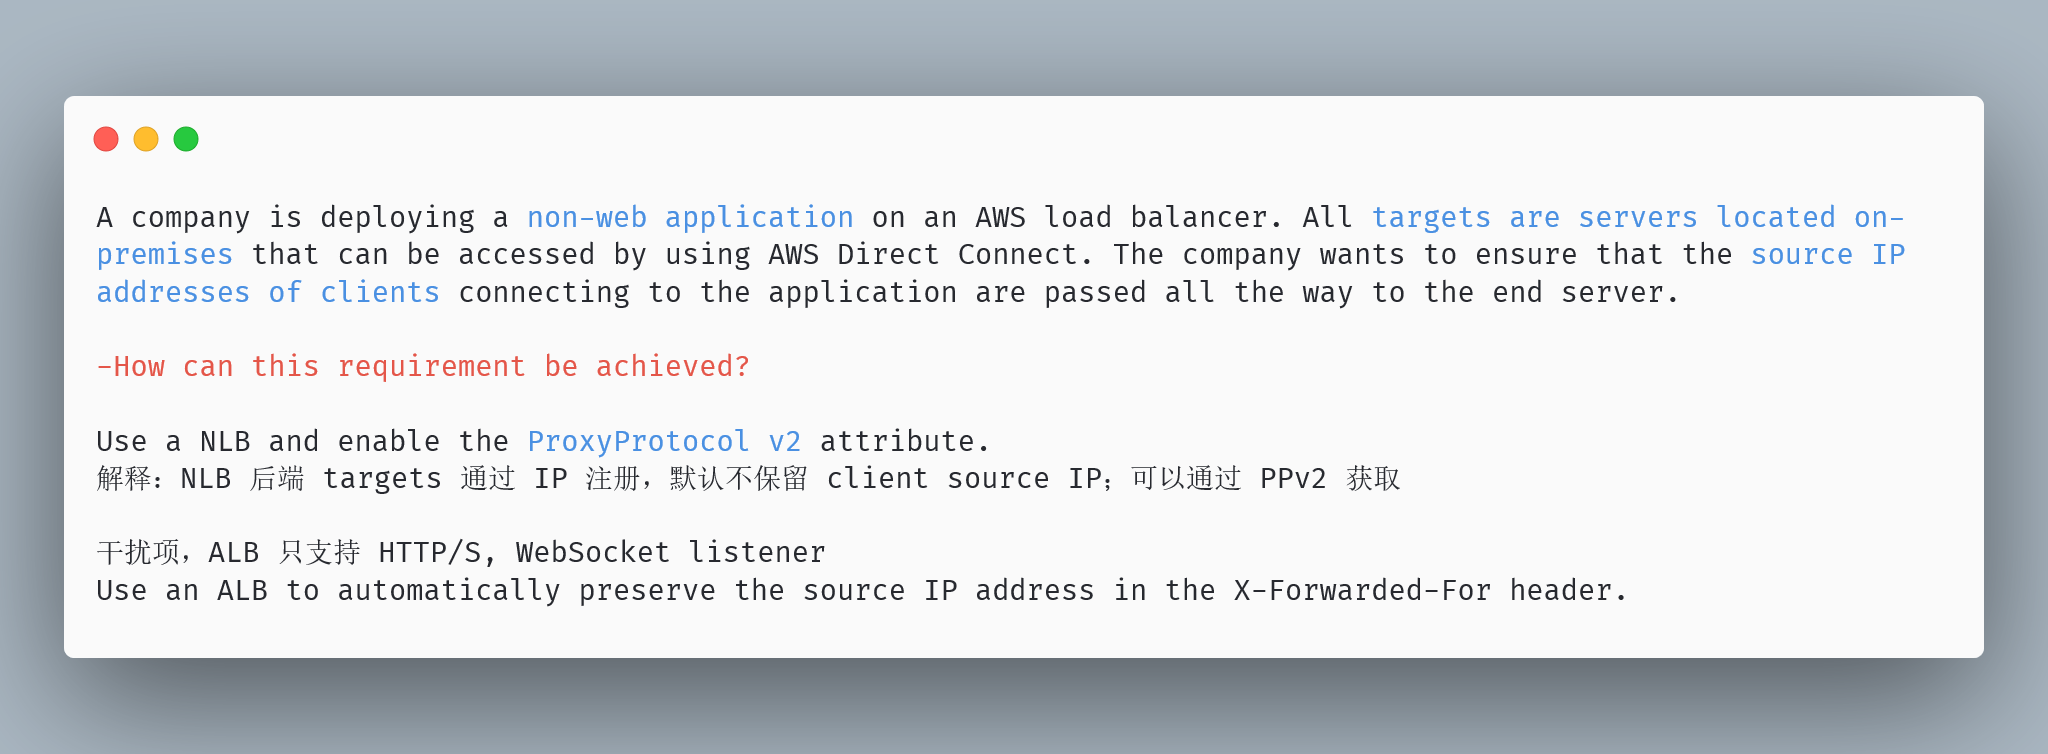 A company is deploying a non-web application on an AWS load balancer. All targets are servers located on-
premises that can be accessed by using AWS Direct Connect. The company wants to ensure that the source IP
addresses of clients connecting to the application are passed all the way to the end server.
-How can this requirement be achieved?
Use a NLB and enable the ProxyProtocol v2 attribute.
解释：NLB 后端 targets 通过 IP 注册，默认不保留 client source IP；可以通过 PPv2 获取
干扰项，ALB 只支持 HTTP/S, WebSocket listener
Use an ALB to automatically preserve the source IP address in the X-Forwarded-For header.